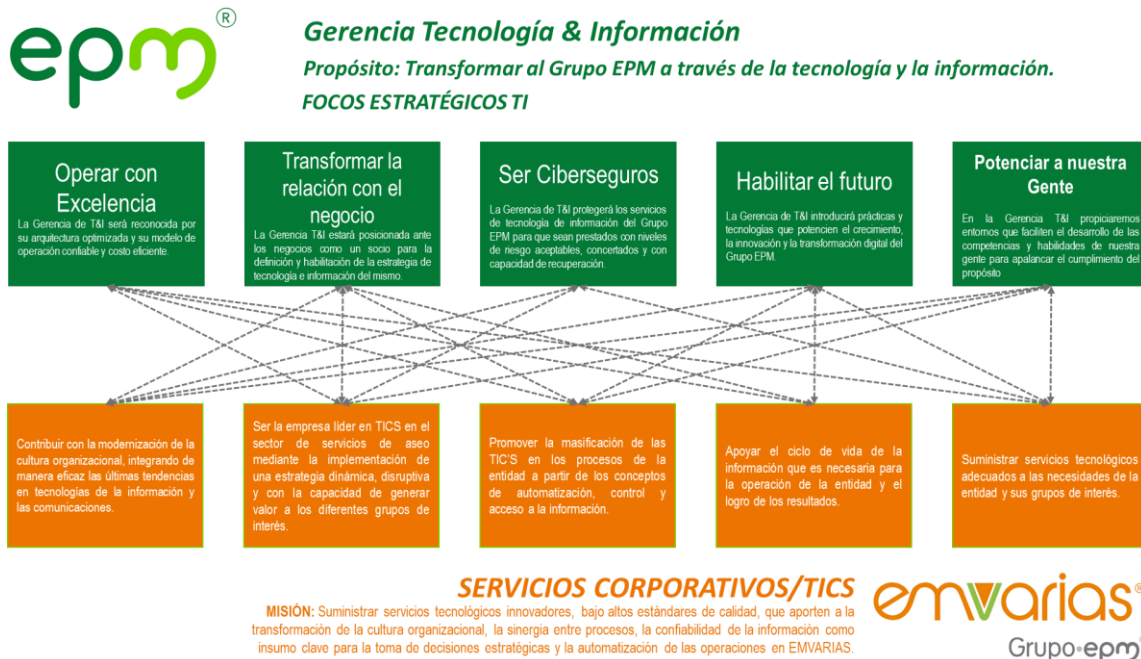 epm®
Gerencia Tecnología & Información
Propósito: Transformar al Grupo EPM a través de la tecnología y la información.
FOCOS ESTRATÉGICOS TI
Operar con
Excelencia
La Gerencia de T&I será reconocida por
su arquitectura optimizada y su modelo de
operación confiable y costo eficiente.
Transformar la
relación con el
negocio
La Gerencia de T&I estará posicionada ante
los negocios como un socio para la
definición y habilitación de la estrategia de
tecnología e información del mismo.
Ser Ciberseguros
La Gerencia de T&I protegerá los servicios
de tecnología de información del Grupo
EPM para que sean prestados con niveles
de riesgo aceptables, concertados y con
capacidad de recuperación.
Habilitar el futuro
La Gerencia de T&I introducirá prácticas y
tecnologías que potencien el crecimiento,
la innovación y la transformación digital del
Grupo EPM.
Potenciar a nuestra
Gente
En la Gerencia T&I propiciaremos
entornos que faciliten el desarrollo de las
competencias y habilidades de nuestra
gente para apalancar el cumplimiento del
propósito
Contribuir con la modernización de la
cultura organizacional, integrando de
manera eficaz las últimas tendencias
en tecnologías de la información y
las comunicaciones.
Ser la empresa líder en TICS en el
sector de servicios de aseo
mediante la implementación de
una estrategia dinámica, disruptiva
y con la capacidad de generar
valor a los diferentes grupos de
interés.
Promover la masificación de las
TIC'S en los procesos de la
entidad a partir de los conceptos
de automatización, control y
acceso a la información.
Apoyar el ciclo de vida de la
información que es necesaria para
la operación de la entidad y el
logro de los resultados.
Suministrar servicios tecnológicos
adecuados a las necesidades de la
entidad y sus grupos de interés.
SERVICIOS CORPORATIVOS/TICS
MISIÓN: Suministrar servicios tecnológicos innovadores, bajo altos estándares de calidad, que aporten a la
transformación de la cultura organizacional, la sinergia entre procesos, la confiabilidad de la información como
insumo clave para la toma de decisiones estratégicas y la automatización de las operaciones en EMVARIAS.
emvarias®
Grupo·epm®